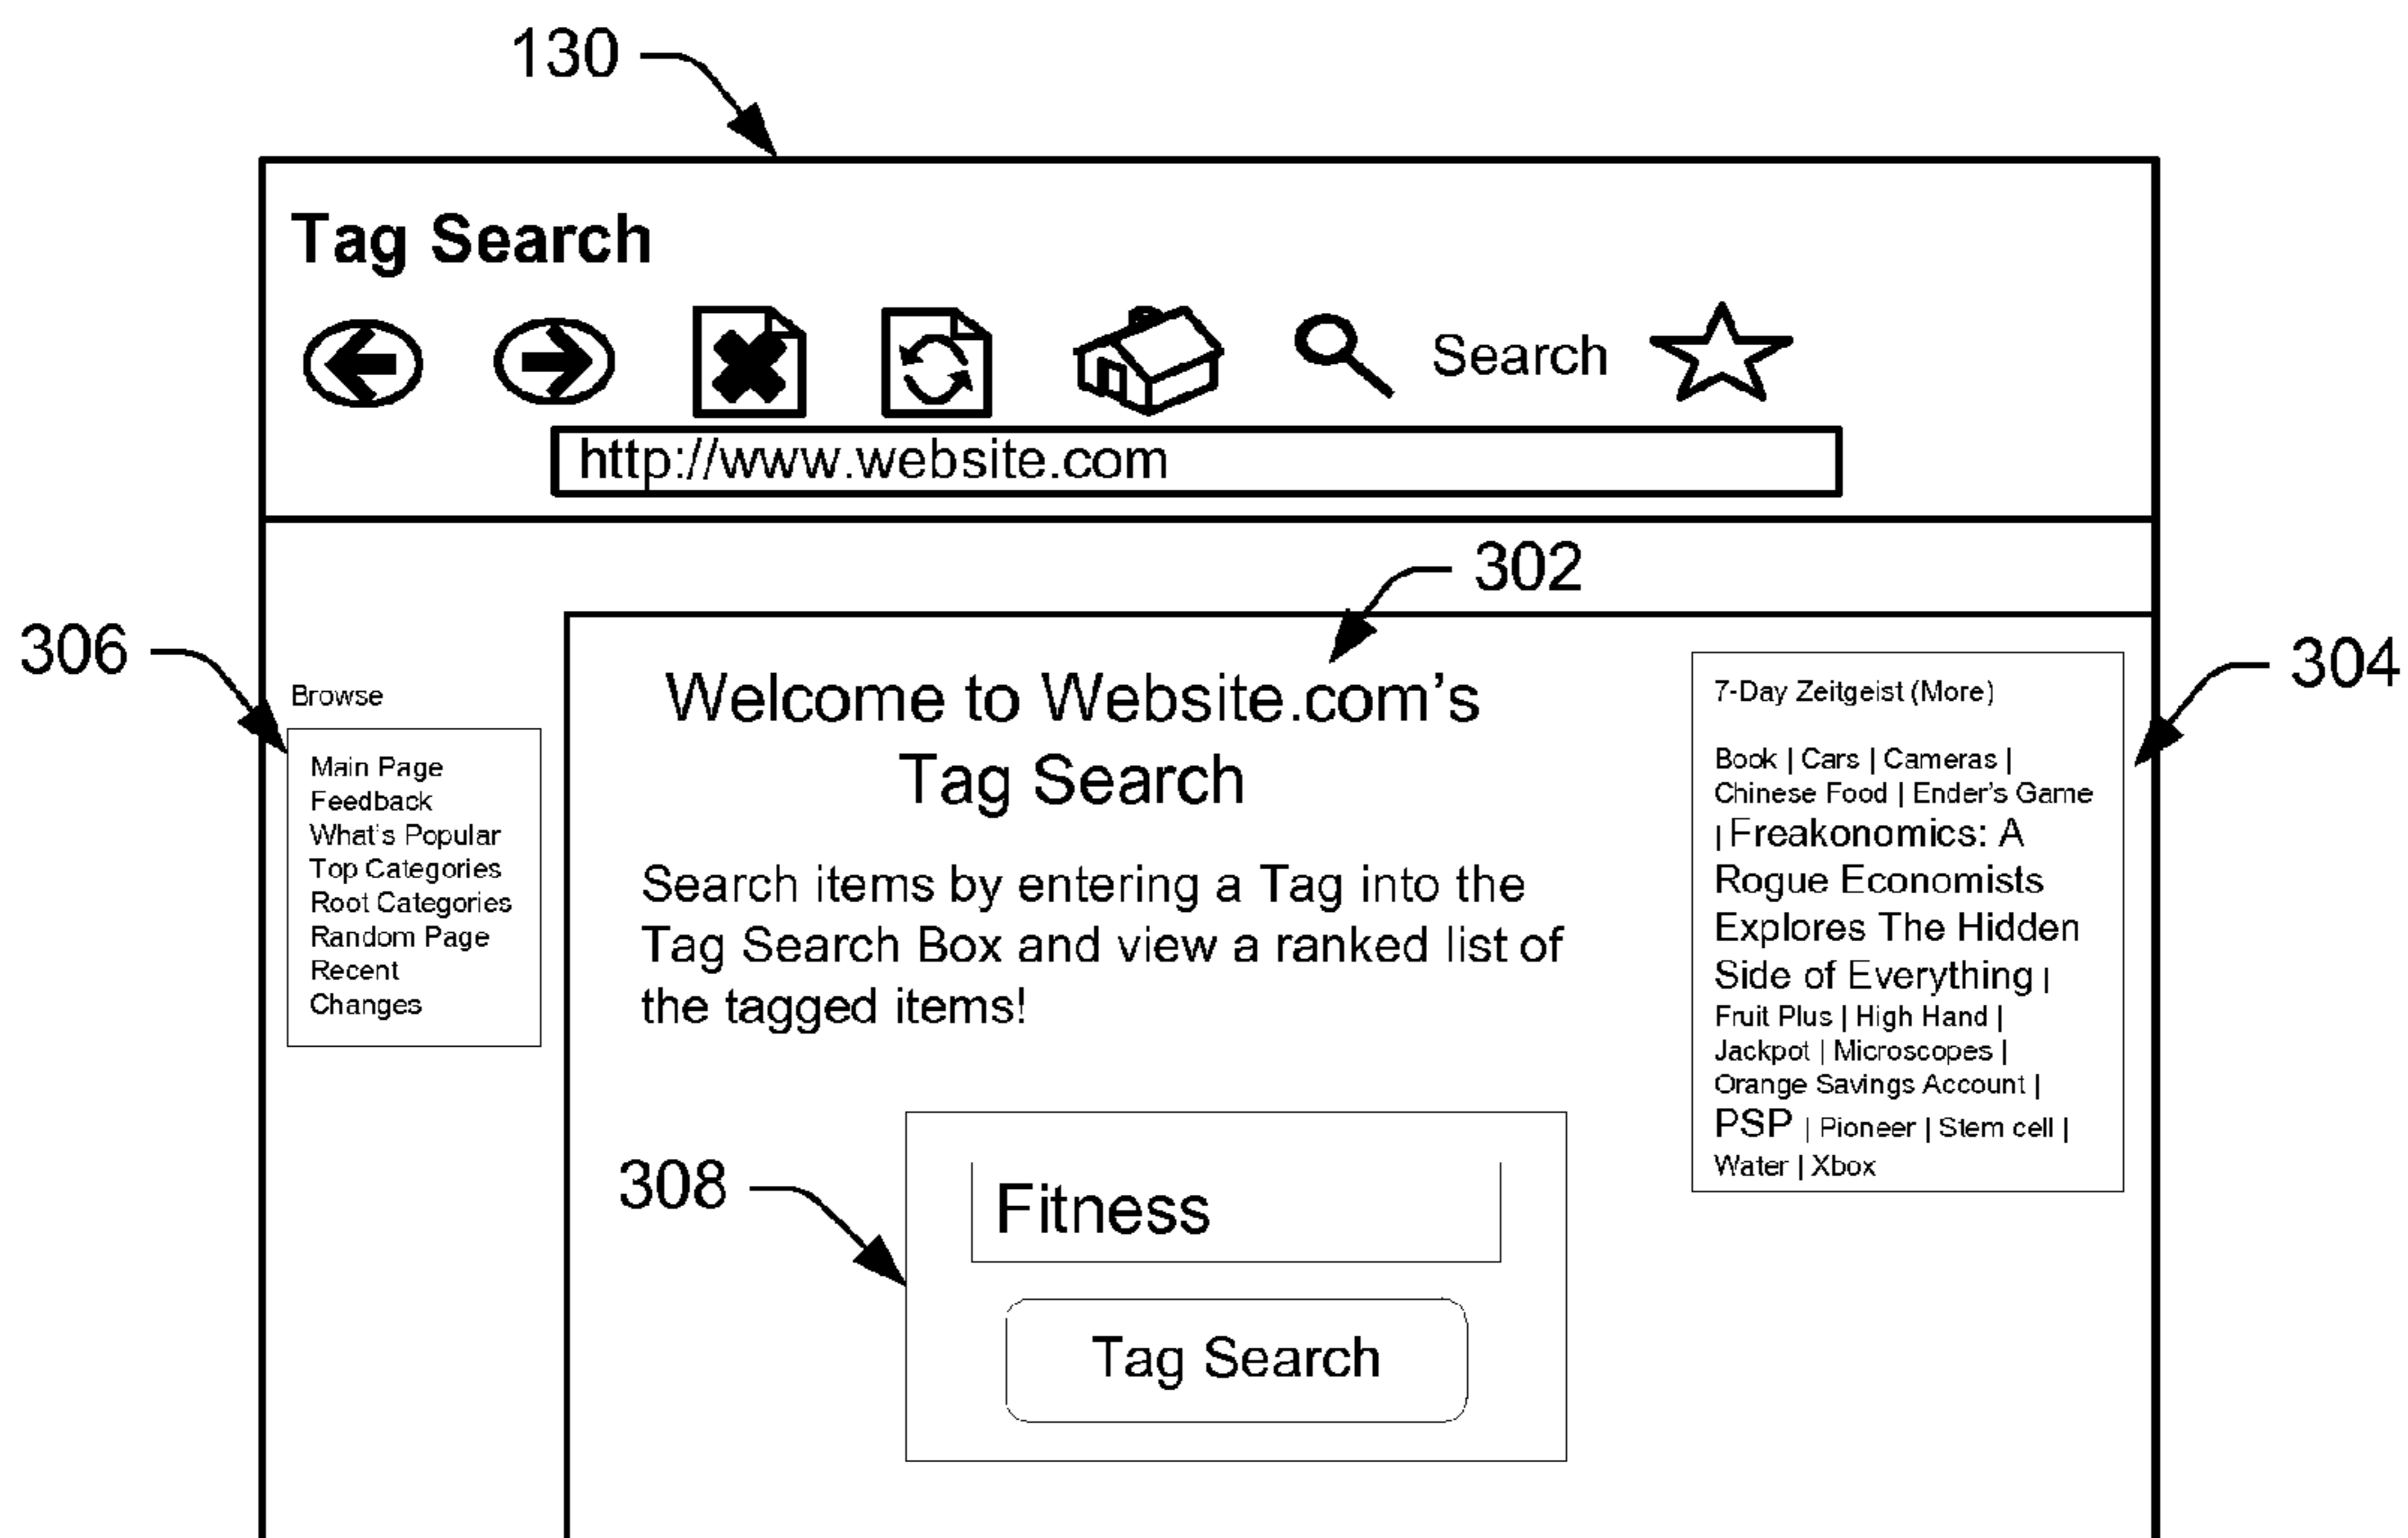 130
Tag Search
Search
http://www.website.com
302
306
304
Browse
Main Page
Feedback
What's Popular
Top Categories
Root Categories
Random Page
Recent
Changes
Welcome to Website.com's
Tag Search
Search items by entering a Tag into the
Tag Search Box and view a ranked list of
the tagged items!
7-Day Zeitgeist (More)
Book | Cars | Cameras |
Chinese Food | Ender's Game
| Freakonomics: A
Rogue Economists
Explores The Hidden
Side of Everything |
Fruit Plus | High Hand |
Jackpot | Microscopes |
Orange Savings Account |
PSP | Pioneer | Stem cell |
Water | Xbox
308
Fitness
Tag Search